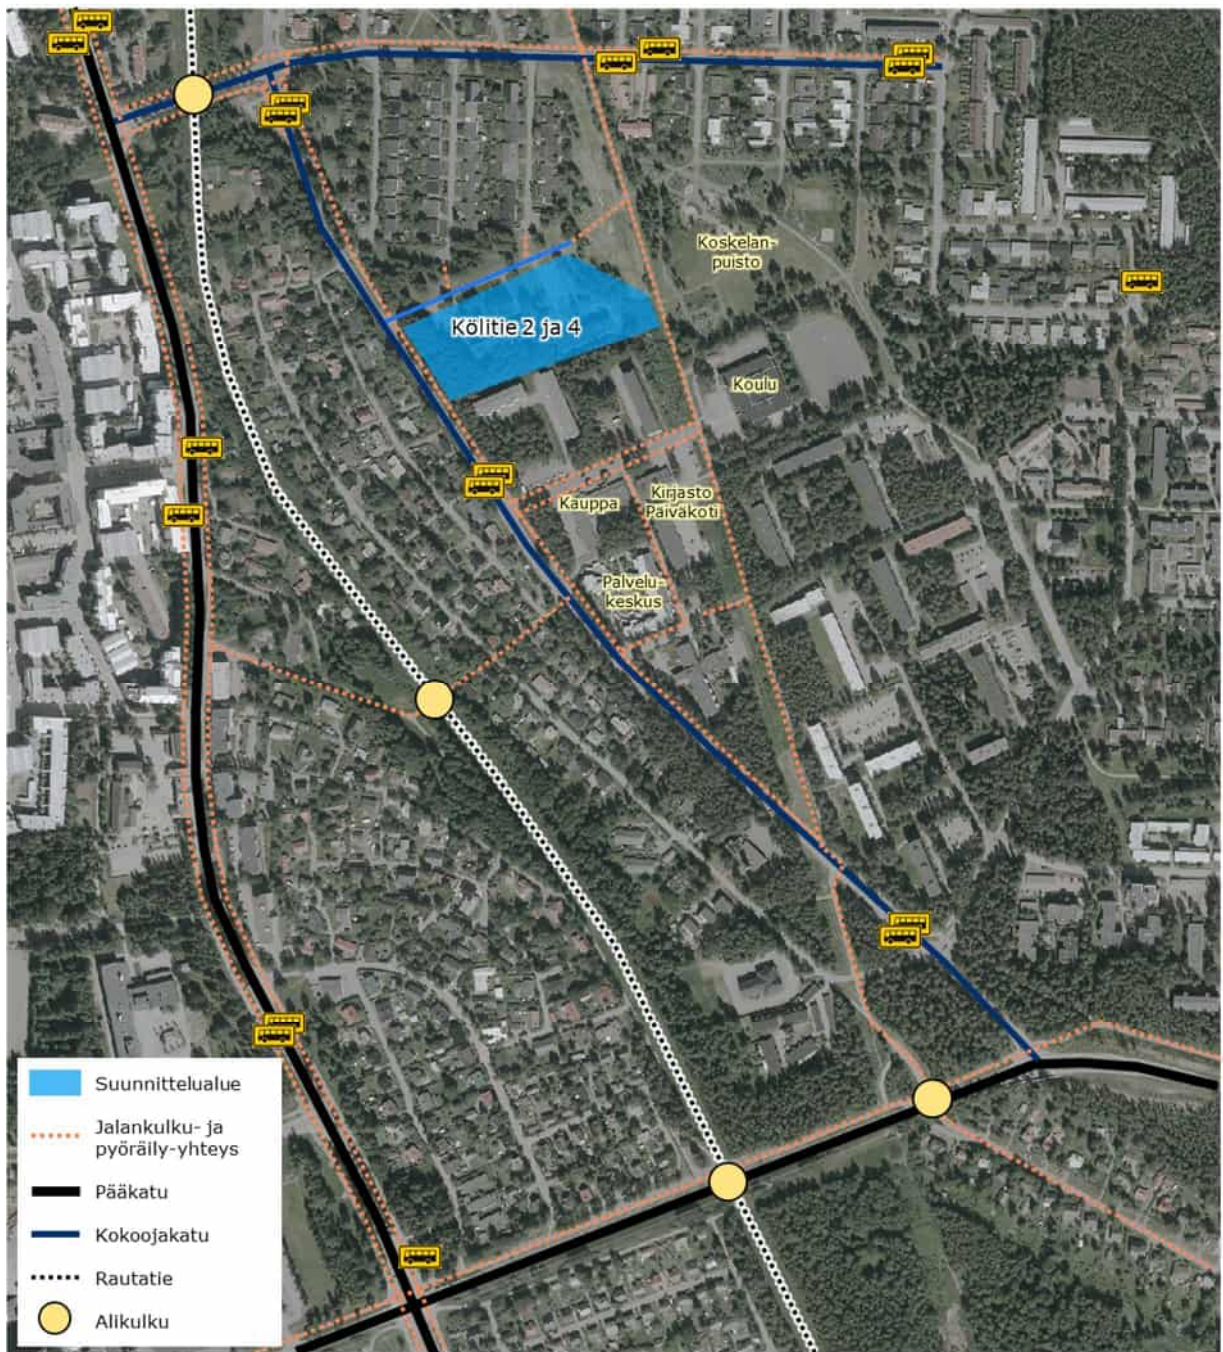 Koskelan-
puisto
Kölitie 2 ja 4
Koulu
Kauppa
Kirjasto
Päiväkoti
Palvelu-
keskus
Suunnittelualue
Jalankulku- ja
pyöräily-yhteys
Pääkatu
Kokoojakatu
Rautatie
Alikulku